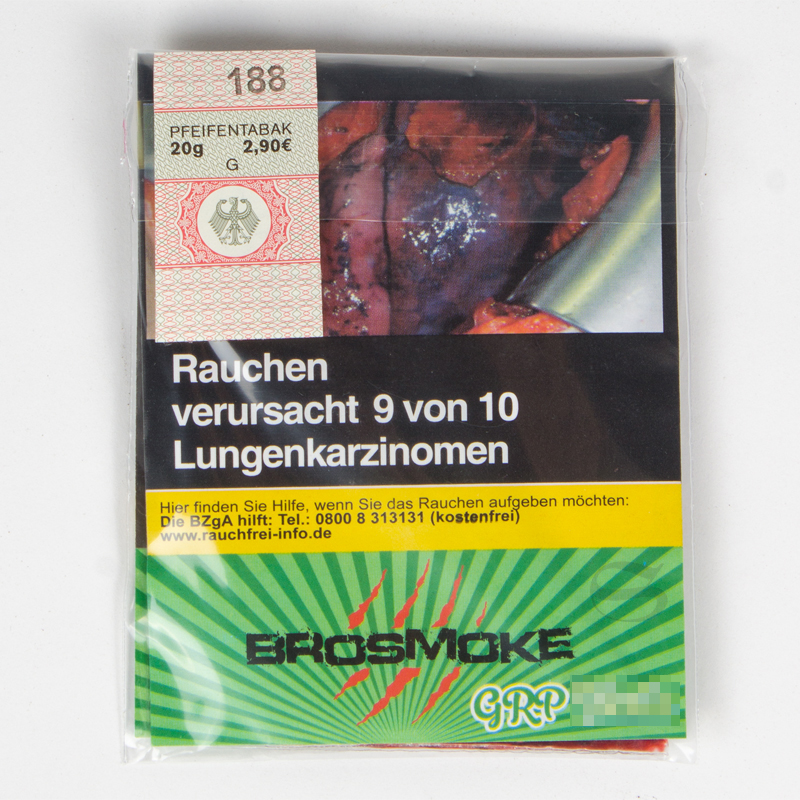 188
PFEIFENTABAK
20g 2,90€
G
Rauchen
verursacht 9 von 10
Lungenkarzinomen
Hier finden Sie Hilfe, wenn Sie das Rauchen aufgeben möchten:
Die BZgA hilft: Tel.: 0800 8 313131 (kostenfrei)
www.rauchfrei-info.de
BROSMOKE
GRP